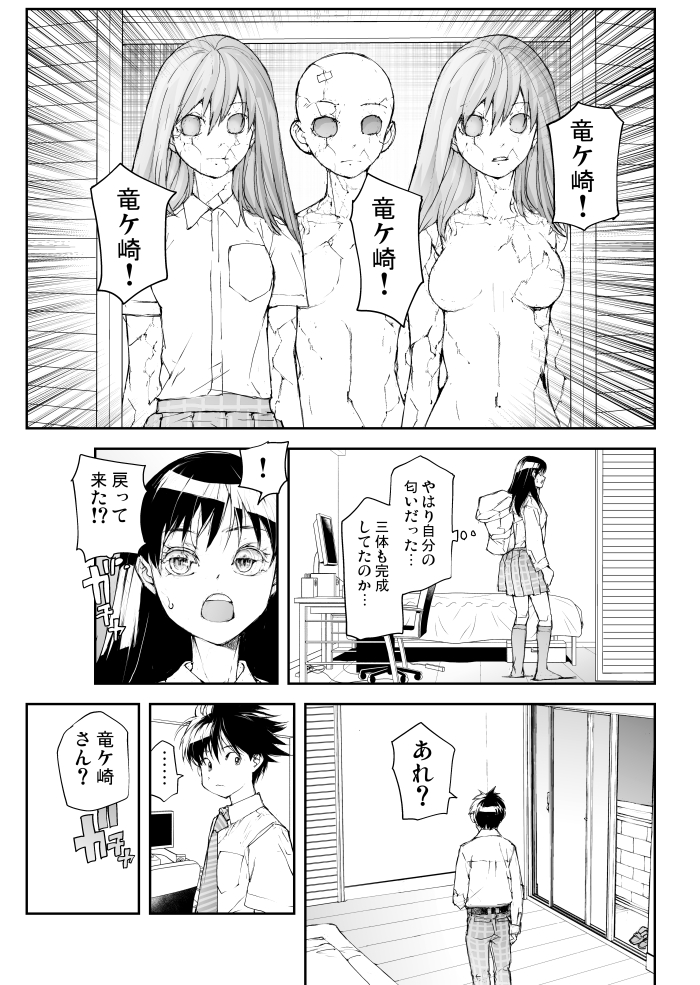 竜ケ崎!
竜ケ崎!
竜ケ崎!
やはり自分の
匂いだった…
三体も完成
してたのか…
!
戻って
来た!?
ガチャ
あれ?
……
竜ケ崎
さん?
ガチャ